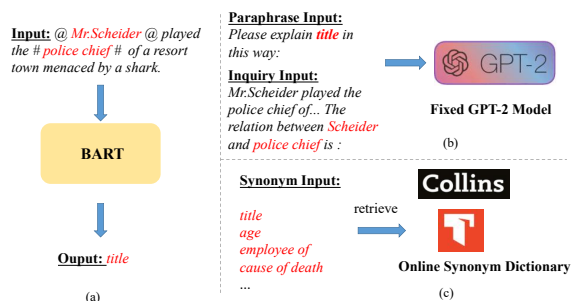 Input: @ Mr.Scheider @ played
the # police chief # of a resort
town menaced by a shark.
BART
Ouput: title
(a)
Paraphrase Input:
Please explain title in
this way:
Inquiry Input:
Mr.Scheider played the
police chief of... The
relation between Scheider
and police chief is :
GPT-2
Fixed GPT-2 Model
(b)
Synonym Input:
title
age
employee of
cause of death
...
retrieve
Collins
T
Online Synonym Dictionary
(c)